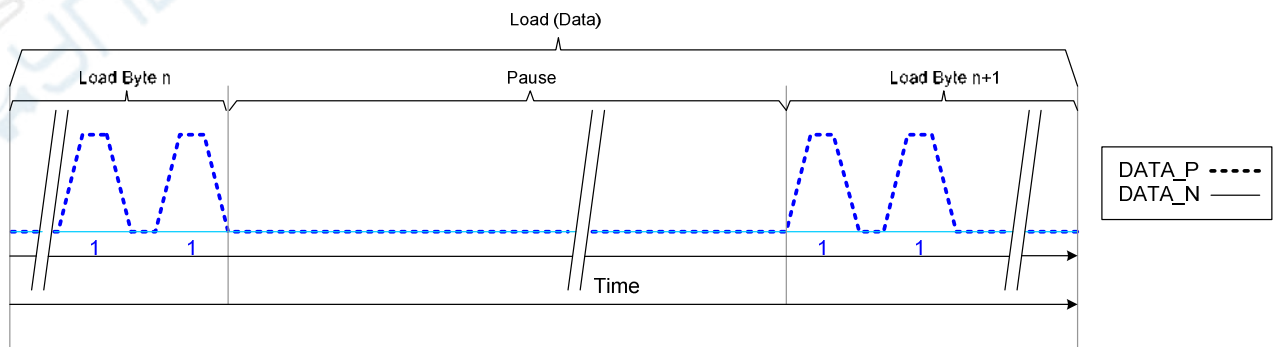 Load (Data)
Load Byte n
Pause
Load Byte n+1
DATA_P
DATA_N
1 1 1 1
Time